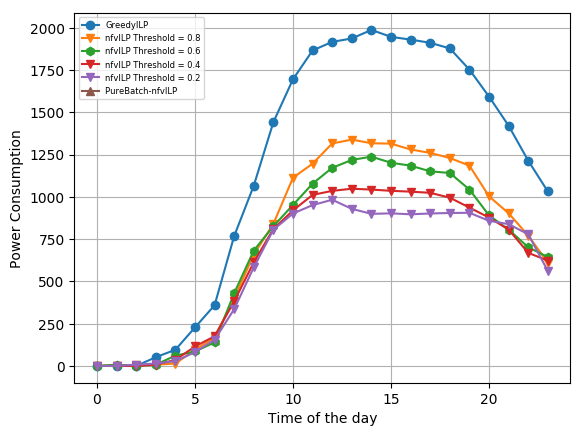 GreedyILP
nfvILP Threshold = 0.8
nfvILP Threshold = 0.6
nfvILP Threshold = 0.4
nfvILP Threshold = 0.2
PureBatch-nfvILP
2000
1750
1500
1250
1000
750
500
250
0
Power Consumption
0 5 10 15 20
Time of the day